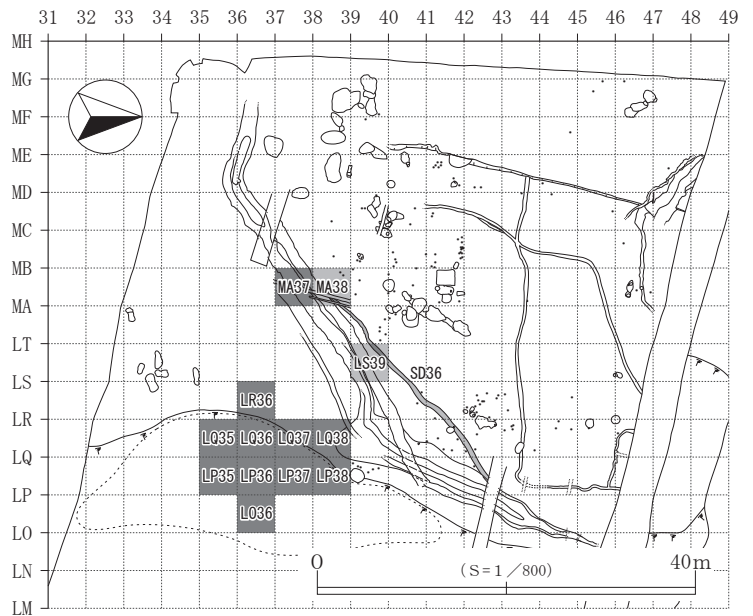 31 32 33 34 35 36 37 38 39 40 41 42 43 44 45 46 47 48 49
MH
MG
MF
ME
MD
MC
MB
MA37 MA38
MA
LT
LS39 SD36
LS
LR36
LR
LQ35 LQ36 LQ37 LQ38
LQ
LP35 LP36 LP37 LP38
LP
LO36
LO
LN
LM
0 (S=1／800) 40m